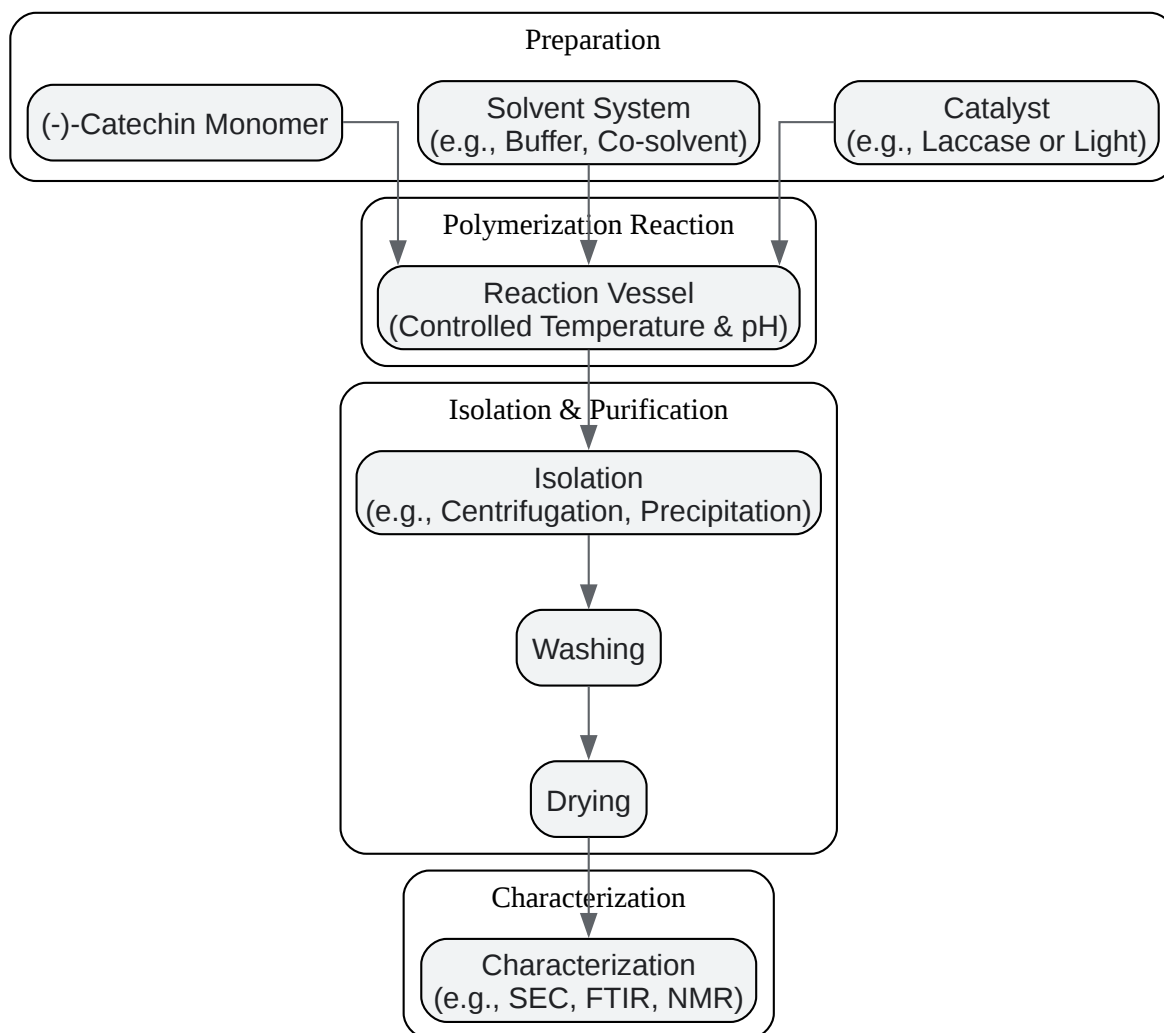 Preparation
(-)-Catechin Monomer
Solvent System
(e.g., Buffer, Co-solvent)
Catalyst
(e.g., Laccase or Light)
Polymerization Reaction
Reaction Vessel
(Controlled Temperature & pH)
Isolation & Purification
Isolation
(e.g., Centrifugation, Precipitation)
Washing
Drying
Characterization
Characterization
(e.g., SEC, FTIR, NMR)